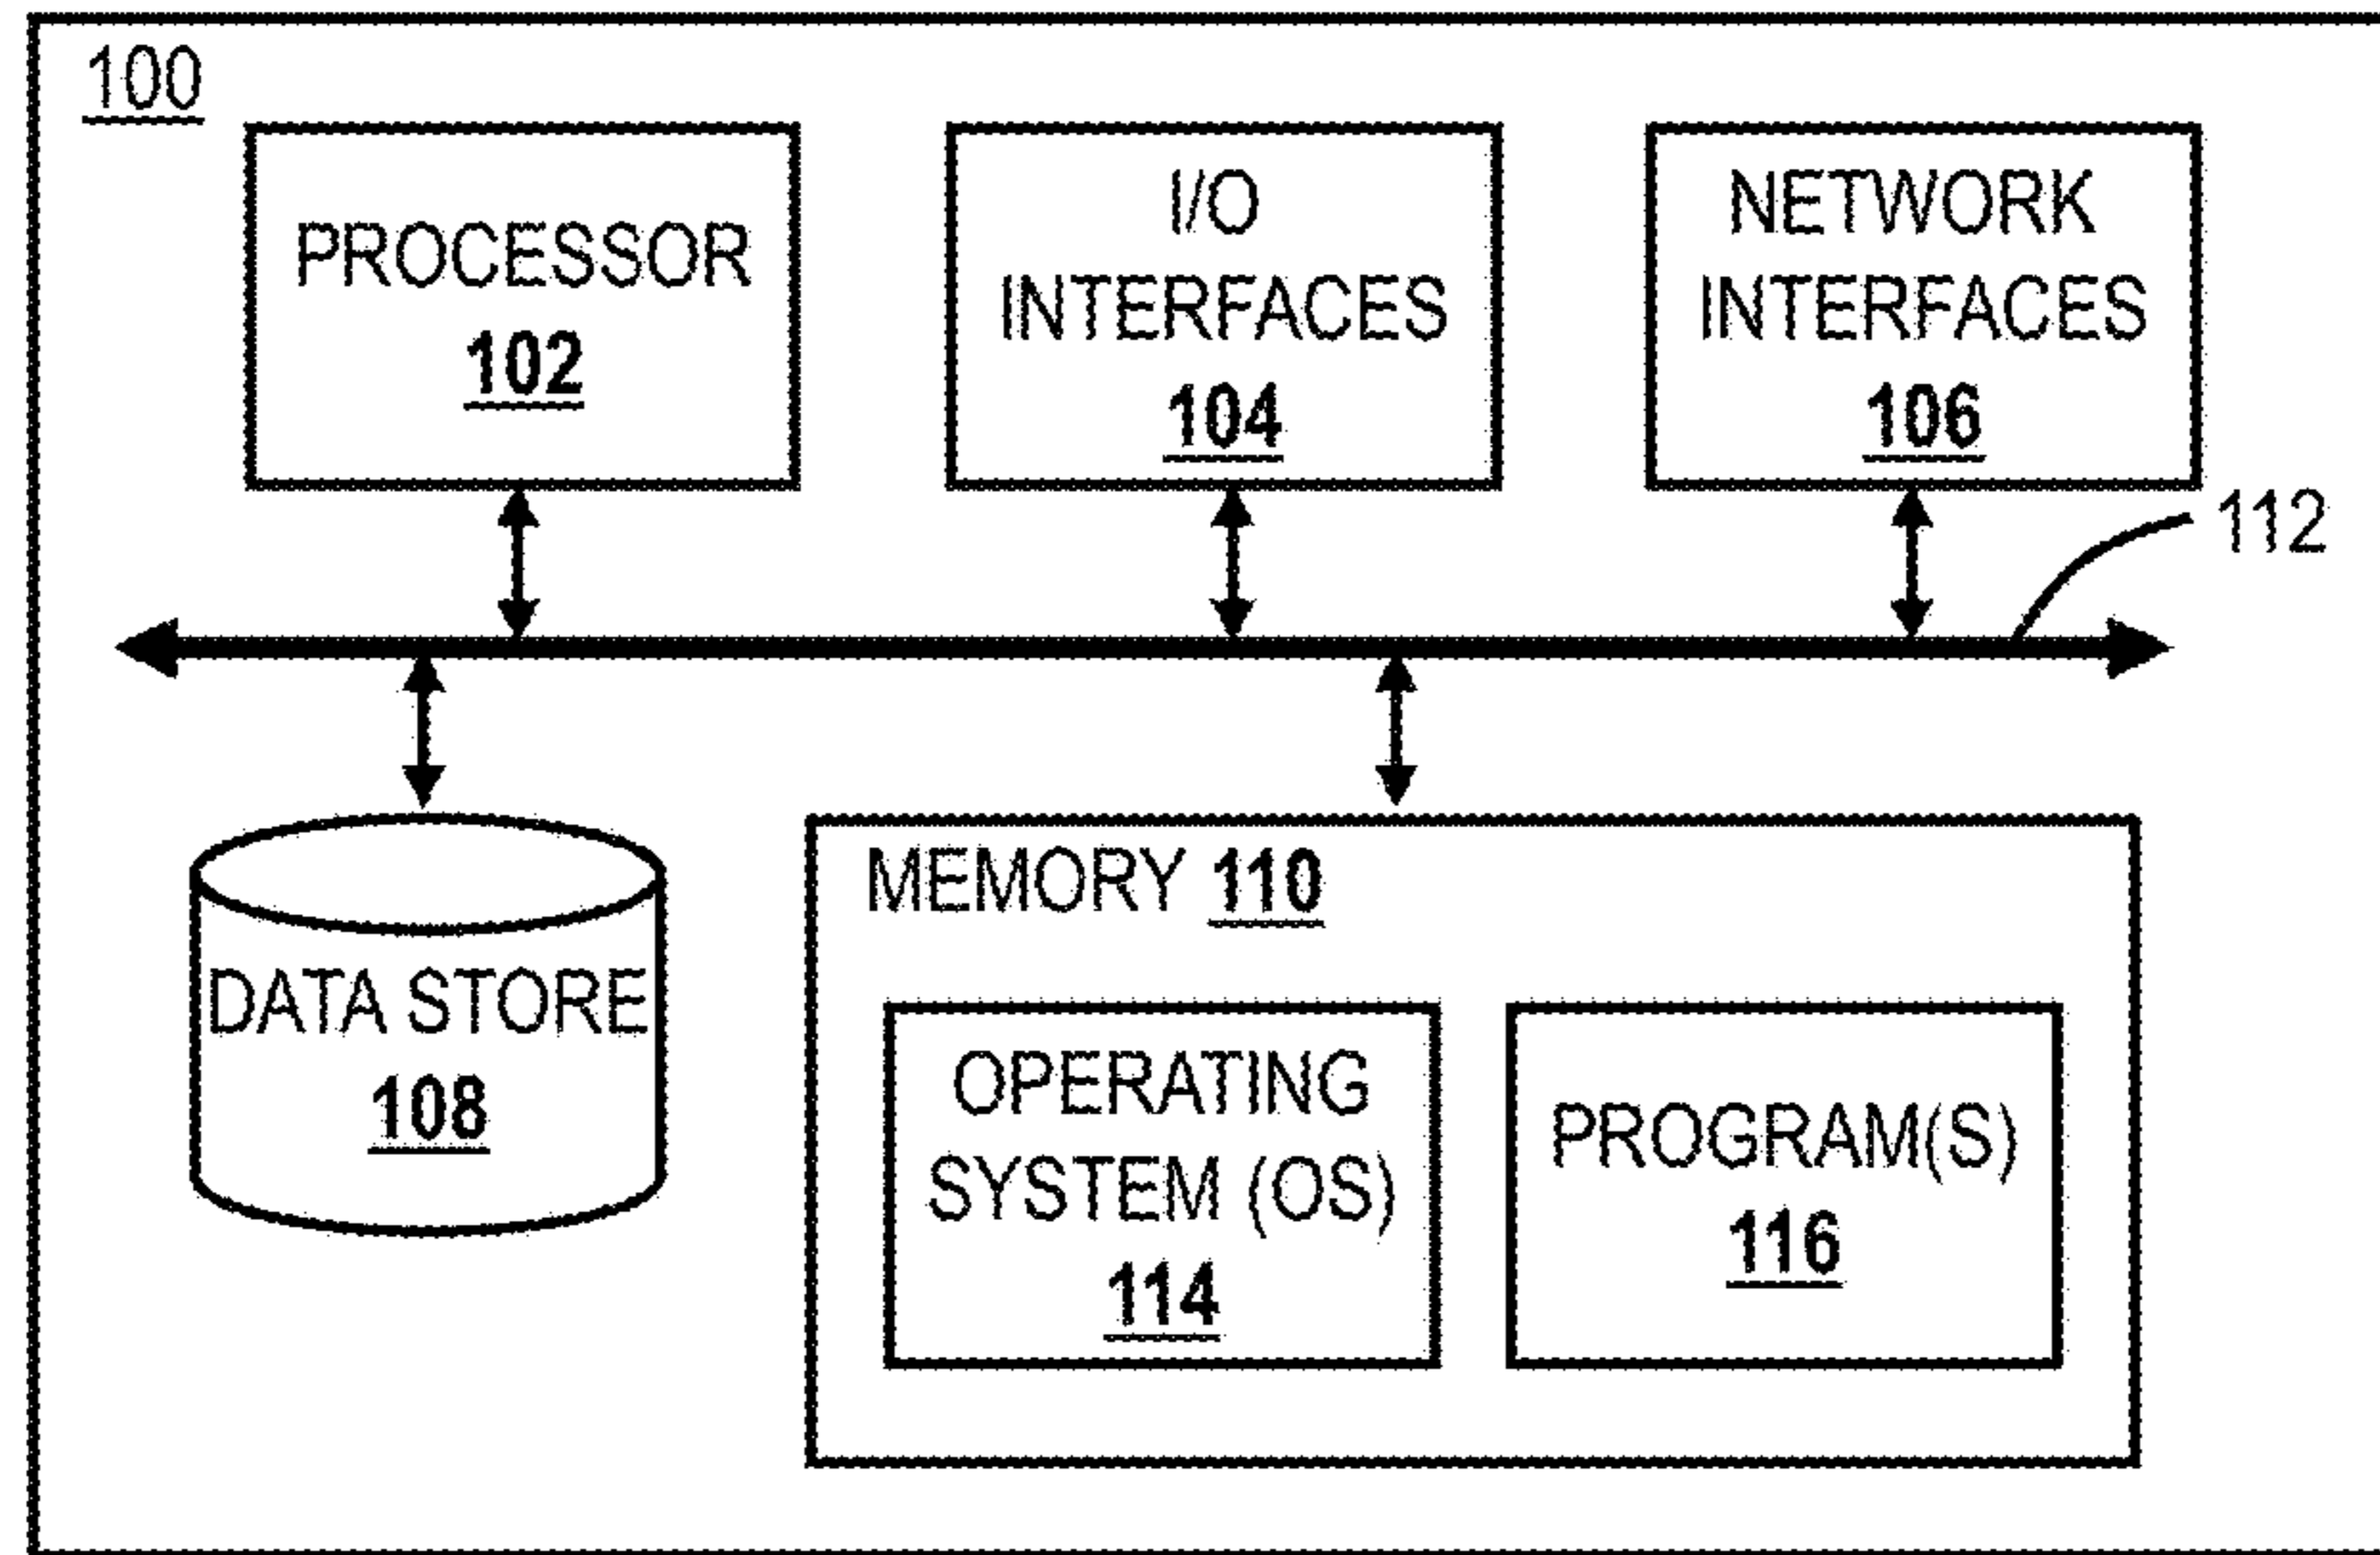 100
PROCESSOR
102
I/O
INTERFACES
104
NETWORK
INTERFACES
106
112
DATA STORE
108
MEMORY 110
OPERATING
SYSTEM (OS)
114
PROGRAM(S)
116